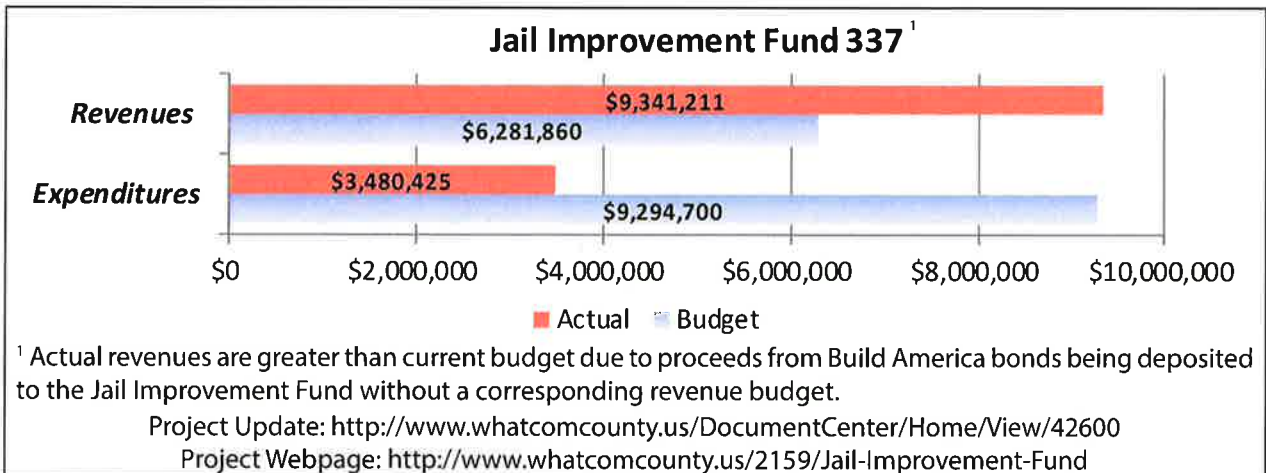 Jail Improvement Fund 337 ¹
Revenues
$9,341,211
$6,281,860
Expenditures
$3,480,425
$9,294,700
$0 $2,000,000 $4,000,000 $6,000,000 $8,000,000 $10,000,000
Actual Budget
¹ Actual revenues are greater than current budget due to proceeds from Build America bonds being deposited
to the Jail Improvement Fund without a corresponding revenue budget.
Project Update: http://www.whatcomcounty.us/DocumentCenter/Home/View/42600
Project Webpage: http://www.whatcomcounty.us/2159/Jail-Improvement-Fund